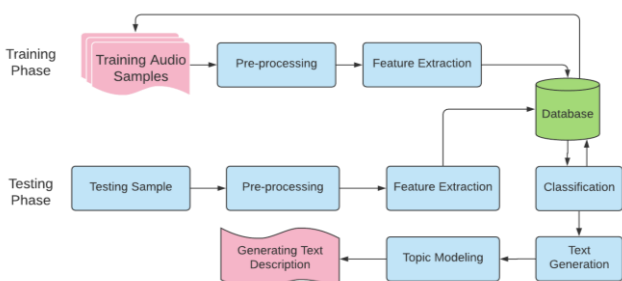 Training
Phase
Training Audio
Samples
Pre-processing
Feature Extraction
Database
Testing
Phase
Testing Sample
Pre-processing
Feature Extraction
Classification
Generating Text
Description
Topic Modeling
Text
Generation